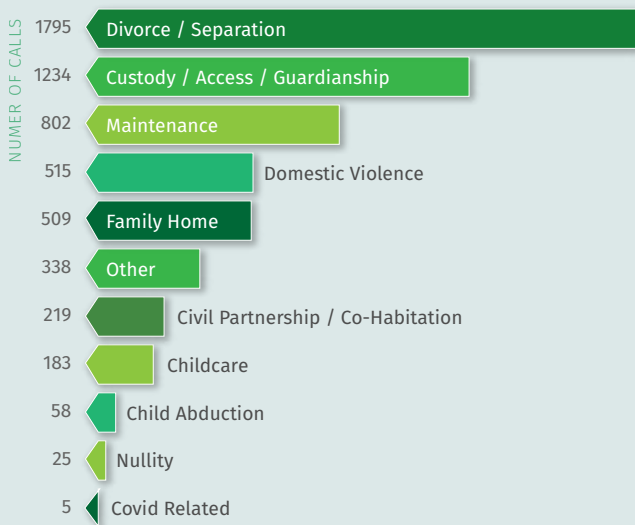 NUMER OF CALLS
1795 Divorce / Separation
1234 Custody / Access / Guardianship
802 Maintenance
515 Domestic Violence
509 Family Home
338 Other
219 Civil Partnership / Co-Habitation
183 Childcare
58 Child Abduction
25 Nullity
5 Covid Related